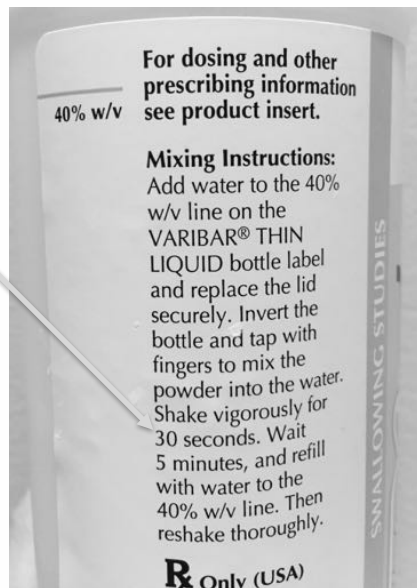 For dosing and other
prescribing information
see product insert.
40% w/v
Mixing Instructions:
Add water to the 40%
w/v line on the
VARIBAR® THIN
LIQUID bottle label
and replace the lid
securely. Invert the
bottle and tap with
fingers to mix the
powder into the water.
Shake vigorously for
30 seconds. Wait
5 minutes, and refill
with water to the
40% w/v line. Then
reshake thoroughly.
Rx Only (USA)
SWALLOWING STUDIES